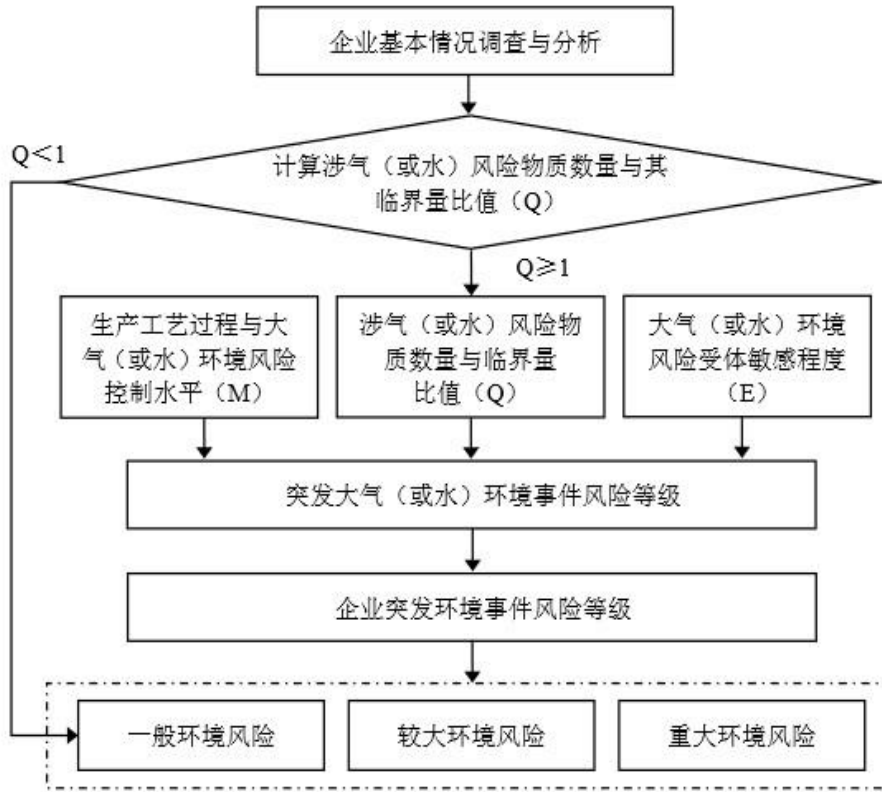 企业基本情况调查与分析
Q＜1
计算涉气（或水）风险物质数量与其
临界量比值（Q）
Q≥1
生产工艺过程与大
气（或水）环境风险
控制水平（M）
涉气（或水）风险物
质数量与临界量
比值（Q）
大气（或水）环境
风险受体敏感程度
（E）
突发大气（或水）环境事件风险等级
企业突发环境事件风险等级
一般环境风险
较大环境风险
重大环境风险